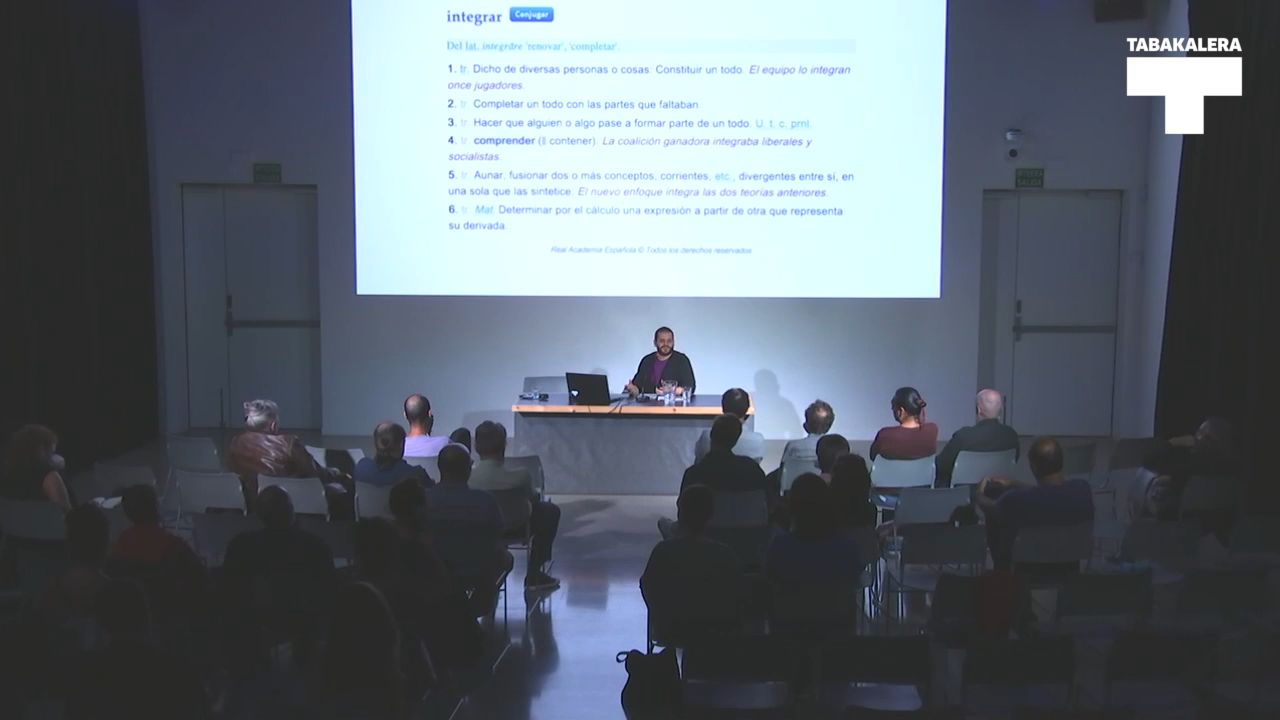 integrar Conjugar
Del lat. integrāre 'renovar', 'completar'.
1. tr. Dicho de diversas personas o cosas: Constituir un todo. El equipo lo integran
once jugadores.
2. tr. Completar un todo con las partes que faltaban.
3. tr. Hacer que alguien o algo pase a formar parte de un todo. U. t. c. prnl.
4. tr. comprender (‖ contener). La coalición ganadora integraba liberales y
socialistas.
5. tr. Aunar, fusionar dos o más conceptos, corrientes, etc., divergentes entre sí, en
una sola que las sintetice. El nuevo enfoque integra las dos teorías anteriores.
6. tr. Mat. Determinar por el cálculo una expresión a partir de otra que representa
su derivada.
Real Academia Española © Todos los derechos reservados
TABAKALERA